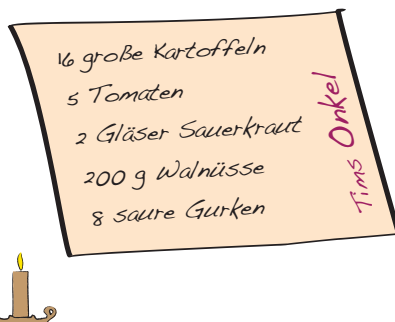 16 große Kartoffeln
5 Tomaten
2 Gläser Sauerkraut
200 g Walnüsse
8 saure Gurken
Tims Onkel